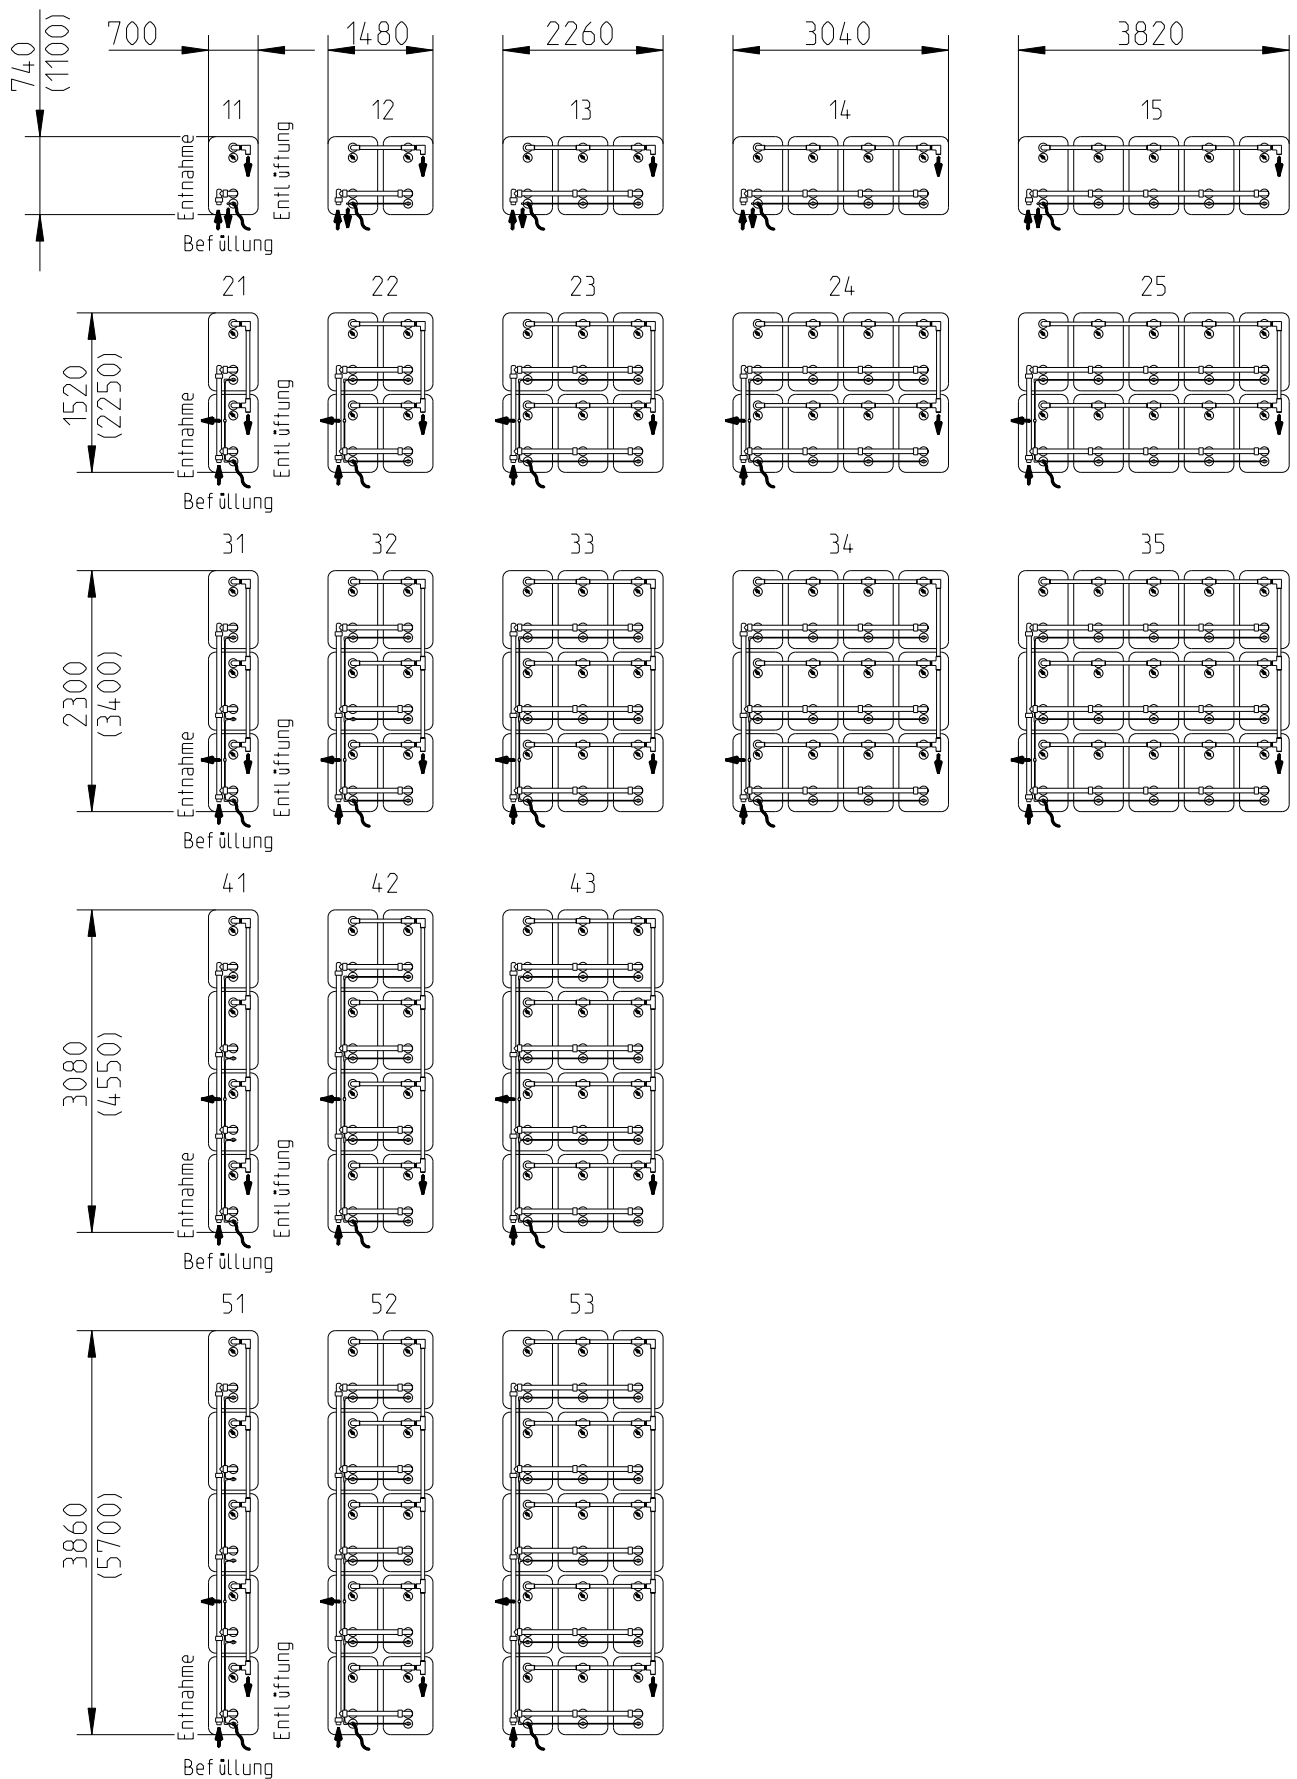 700 1480 2260 3040 3820
740
(1100)
11 12 13 14 15
Entnahme
Entlüftung
Befüllung
21 22 23 24 25
1520
(2250)
Entnahme
Entlüftung
Befüllung
31 32 33 34 35
2300
(3400)
Entnahme
Entlüftung
Befüllung
41 42 43
3080
(4550)
Entnahme
Entlüftung
Befüllung
51 52 53
3860
(5700)
Entnahme
Entlüftung
Befüllung